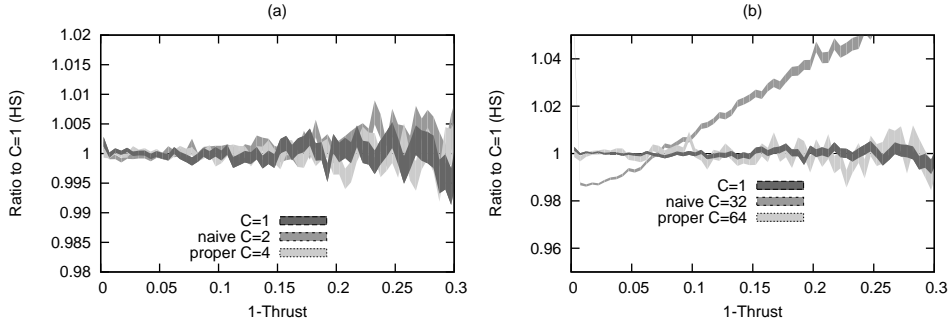 (a)
Ratio to C=1 (HS)
1.02
1.015
1.01
1.005
1
0.995
0.99
0.985
0.98
C=1
naive C=2
proper C=4
0 0.05 0.1 0.15 0.2 0.25 0.3
1-Thrust
(b)
Ratio to C=1 (HS)
1.04
1.02
1
0.98
0.96
C=1
naive C=32
proper C=64
0 0.05 0.1 0.15 0.2 0.25 0.3
1-Thrust